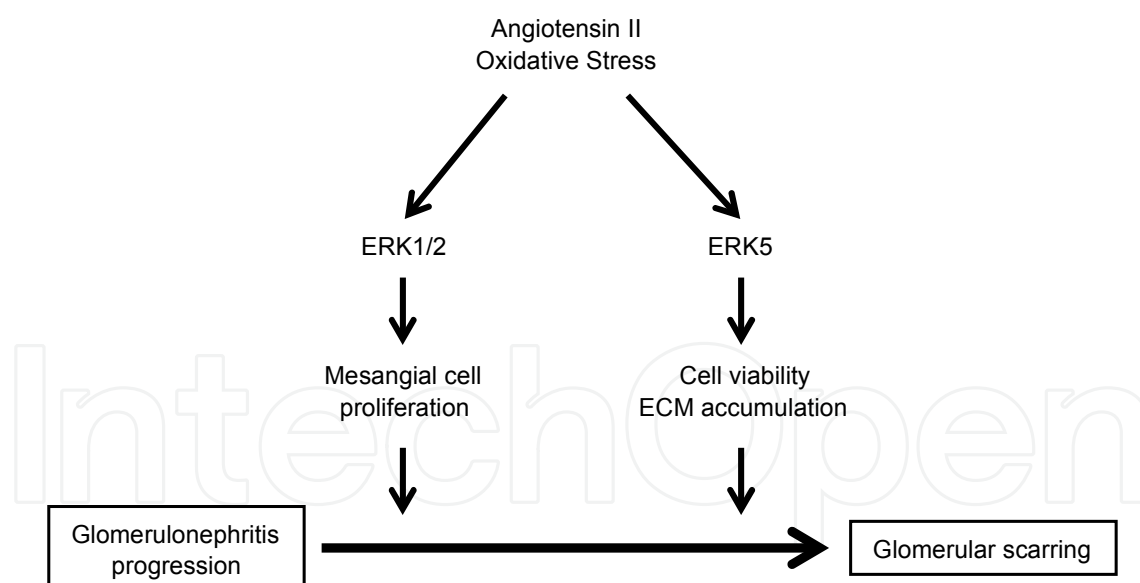 Angiotensin II
Oxidative Stress
ERK1/2
ERK5
Mesangial cell
proliferation
Cell viability
ECM accumulation
IntechOpen
Glomerulonephritis
progression
Glomerular scarring